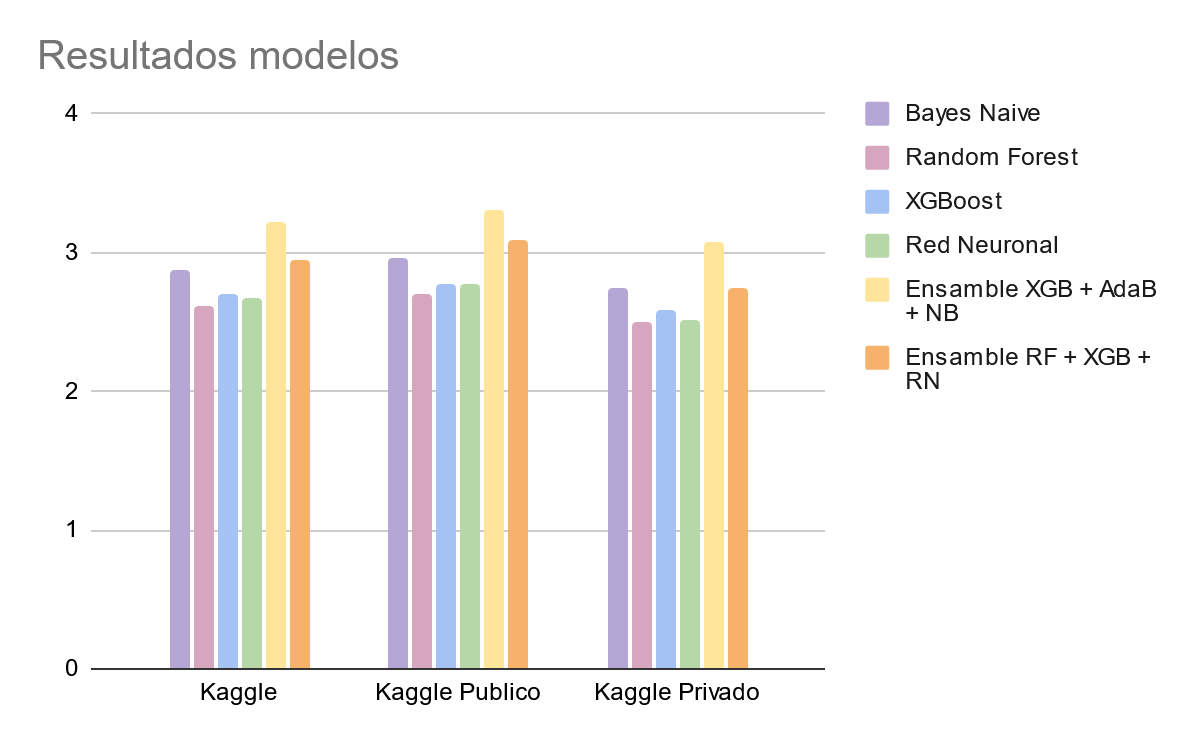 Resultados modelos
4
3
2
1
0
Kaggle
Kaggle Publico
Kaggle Privado
Bayes Naive
Random Forest
XGBoost
Red Neuronal
Ensamble XGB + AdaB
+ NB
Ensamble RF + XGB +
RN